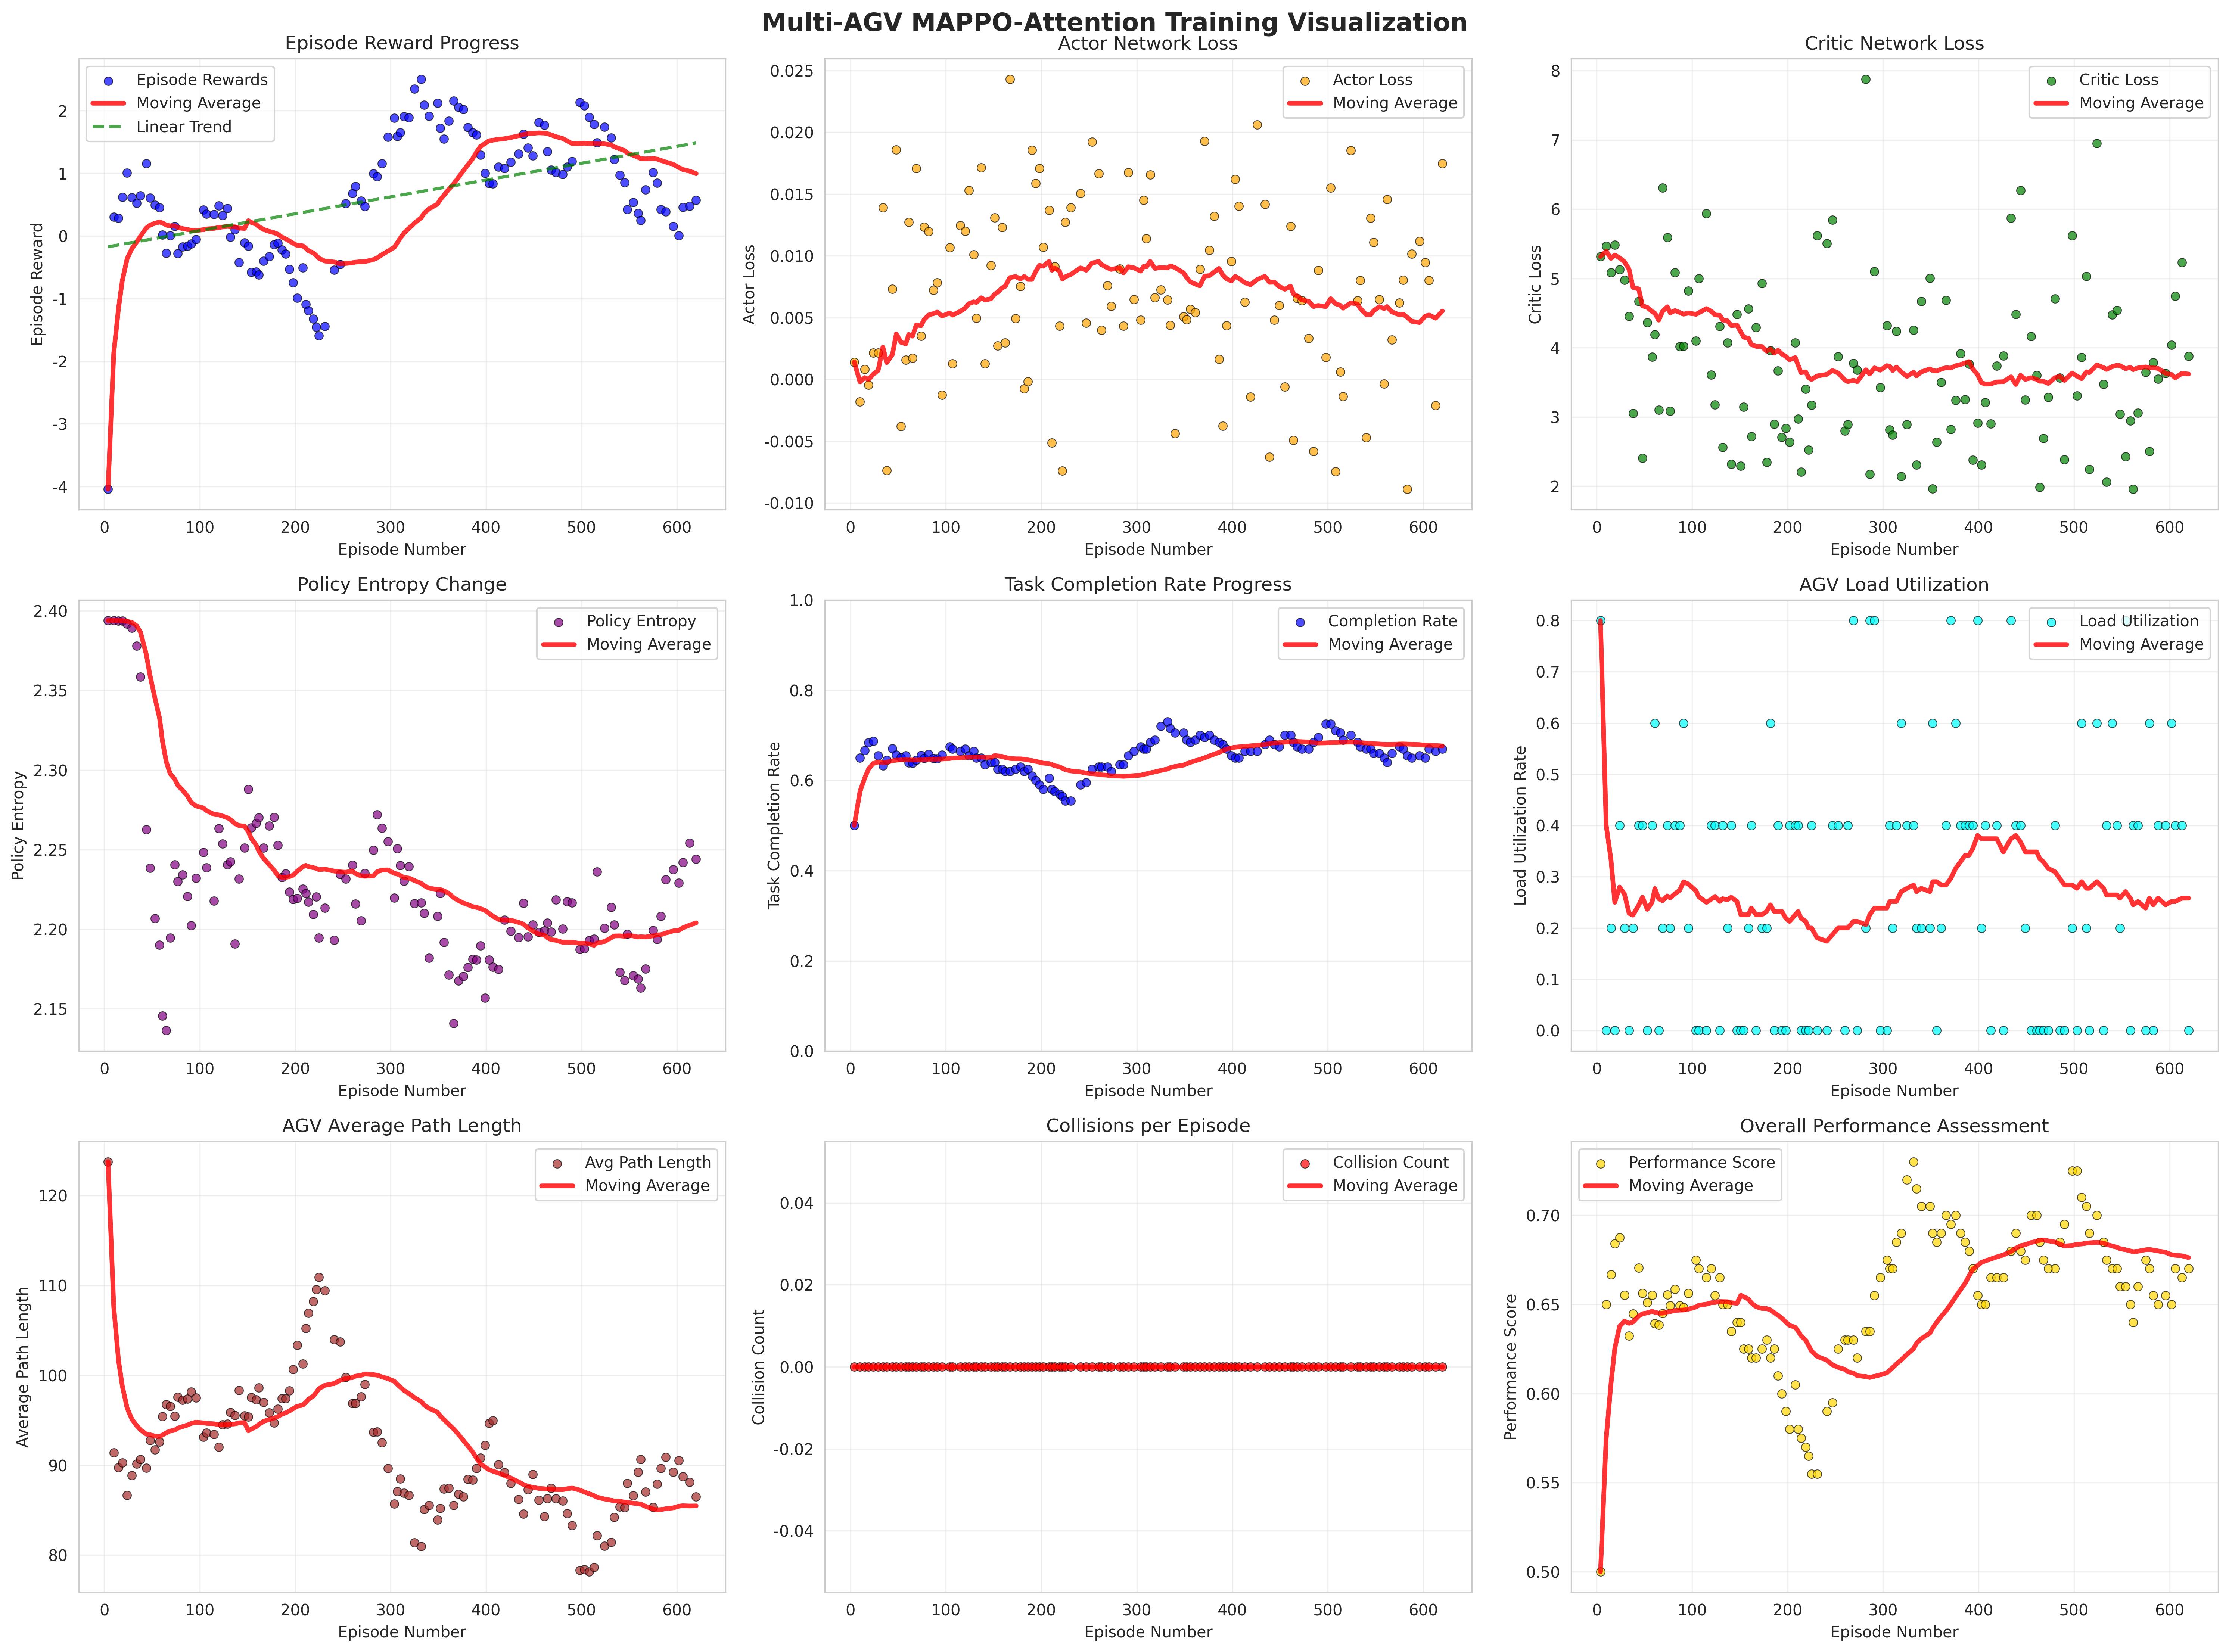 Multi-AGV MAPPO-Attention Training Visualization
Episode Reward Progress
Episode Rewards
Moving Average
Linear Trend
2
1
0
-1
-2
-3
-4
Episode Reward
0 100 200 300 400 500 600
Episode Number
Actor Network Loss
Actor Loss
Moving Average
0.025
0.020
0.015
0.010
0.005
0.000
-0.005
-0.010
Actor Loss
0 100 200 300 400 500 600
Episode Number
Critic Network Loss
Critic Loss
Moving Average
8
7
6
5
4
3
2
Critic Loss
0 100 200 300 400 500 600
Episode Number
Policy Entropy Change
Policy Entropy
Moving Average
2.40
2.35
2.30
2.25
2.20
2.15
Policy Entropy
0 100 200 300 400 500 600
Episode Number
Task Completion Rate Progress
Completion Rate
Moving Average
1.0
0.8
0.6
0.4
0.2
0.0
Task Completion Rate
0 100 200 300 400 500 600
Episode Number
AGV Load Utilization
Load Utilization
Moving Average
0.8
0.7
0.6
0.5
0.4
0.3
0.2
0.1
0.0
Load Utilization Rate
0 100 200 300 400 500 600
Episode Number
AGV Average Path Length
Avg Path Length
Moving Average
120
110
100
90
80
Average Path Length
0 100 200 300 400 500 600
Episode Number
Collisions per Episode
Collision Count
Moving Average
0.04
0.02
0.00
-0.02
-0.04
Collision Count
0 100 200 300 400 500 600
Episode Number
Overall Performance Assessment
Performance Score
Moving Average
0.70
0.65
0.60
0.55
0.50
Performance Score
0 100 200 300 400 500 600
Episode Number